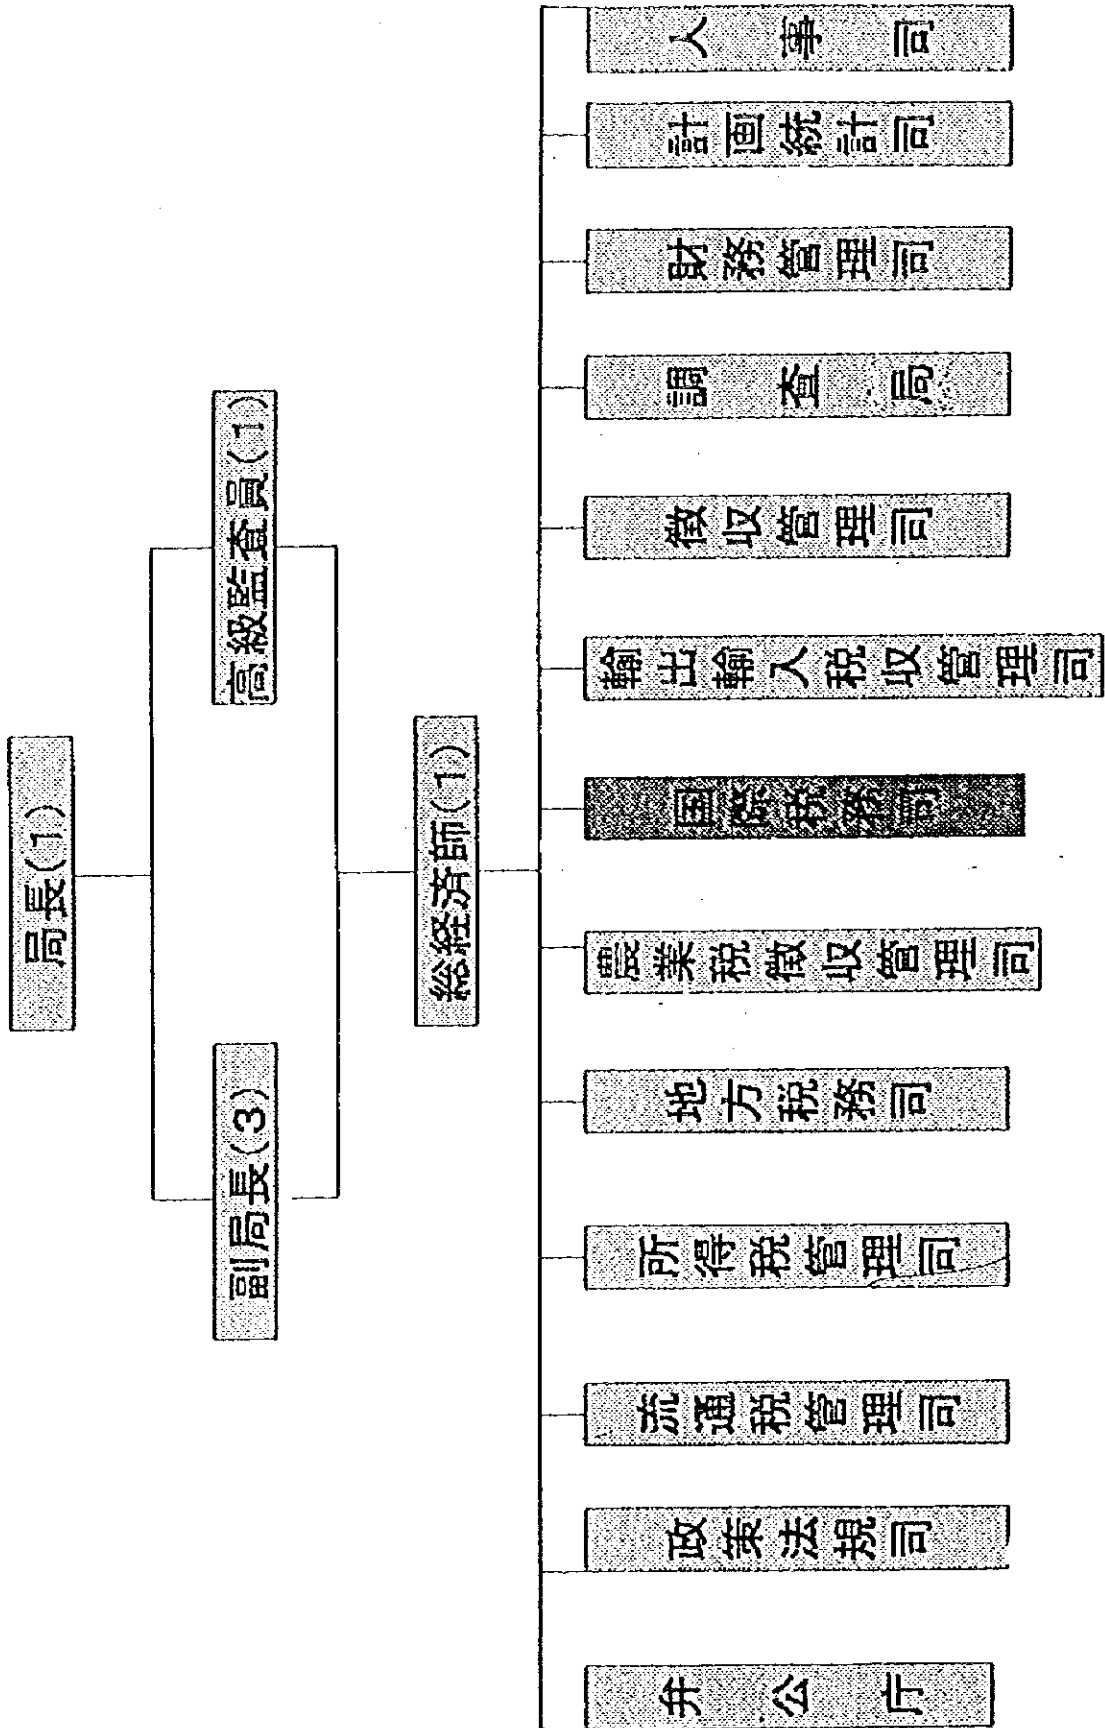 局長(1)
副局長(3)
高級監査員(1)
総経済師(1)
弁公庁
政策法規司
流通税管理司
所得税管理司
地方税務司
農業税徴収管理司
国際税務司
輸出輸入税収管理司
徴収管理司
調査局
財務管理司
計画統計司
人事司